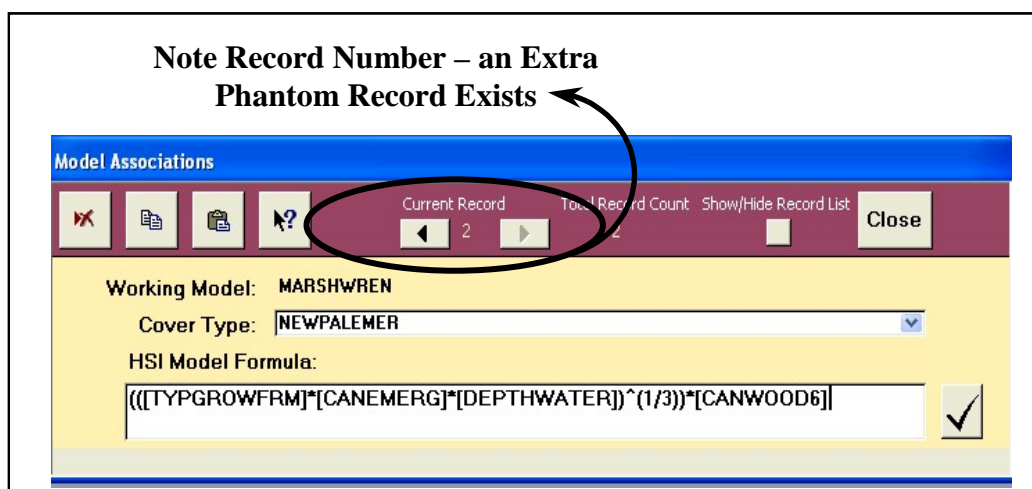 Note Record Number – an Extra
Phantom Record Exists
Model Associations
Current Record Total Record Count Show/Hide Record List
2 2 Close
Working Model: MARSHWREN
Cover Type: NEWPALEMER
HSI Model Formula:
(([TYPGROWFRM]*[CANEMERG]*[DEPTHWATER])^(1/3))*[CANWOOD6]